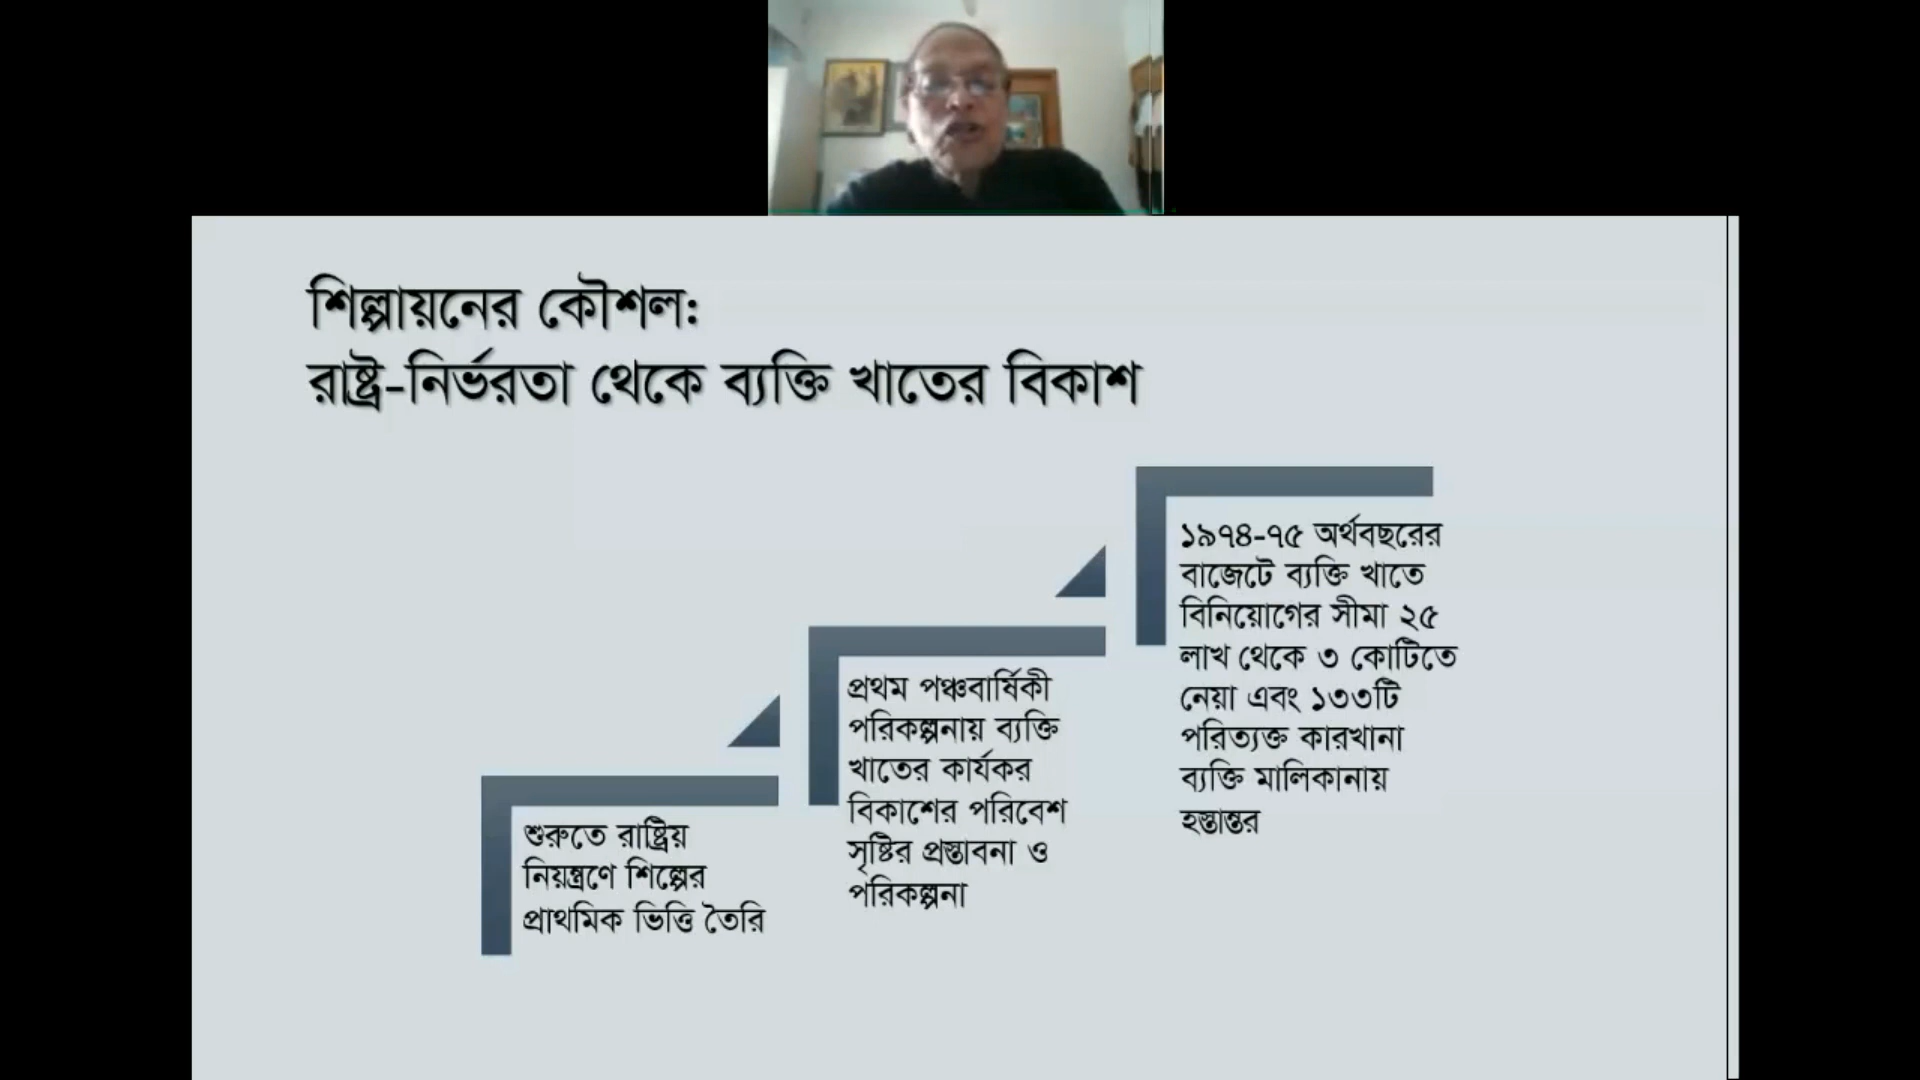 শিল্পায়নের কৌশল:
রাষ্ট্র-নির্ভরতা থেকে ব্যক্তি খাতের বিকাশ
শুরুতে রাষ্ট্রিয়
নিয়ন্ত্রণে শিল্পের
প্রাথমিক ভিত্তি তৈরি
প্রথম পঞ্চবার্ষিকী
পরিকল্পনায় ব্যক্তি
খাতের কার্যকর
বিকাশের পরিবেশ
সৃষ্টির প্রস্তাবনা ও
পরিকল্পনা
১৯৭৪-৭৫ অর্থবছরের
বাজেটে ব্যক্তি খাতে
বিনিয়োগের সীমা ২৫
লাখ থেকে ৩ কোটিতে
নেয়া এবং ১৩৩টি
পরিত্যক্ত কারখানা
ব্যক্তি মালিকানায়
হস্তান্তর